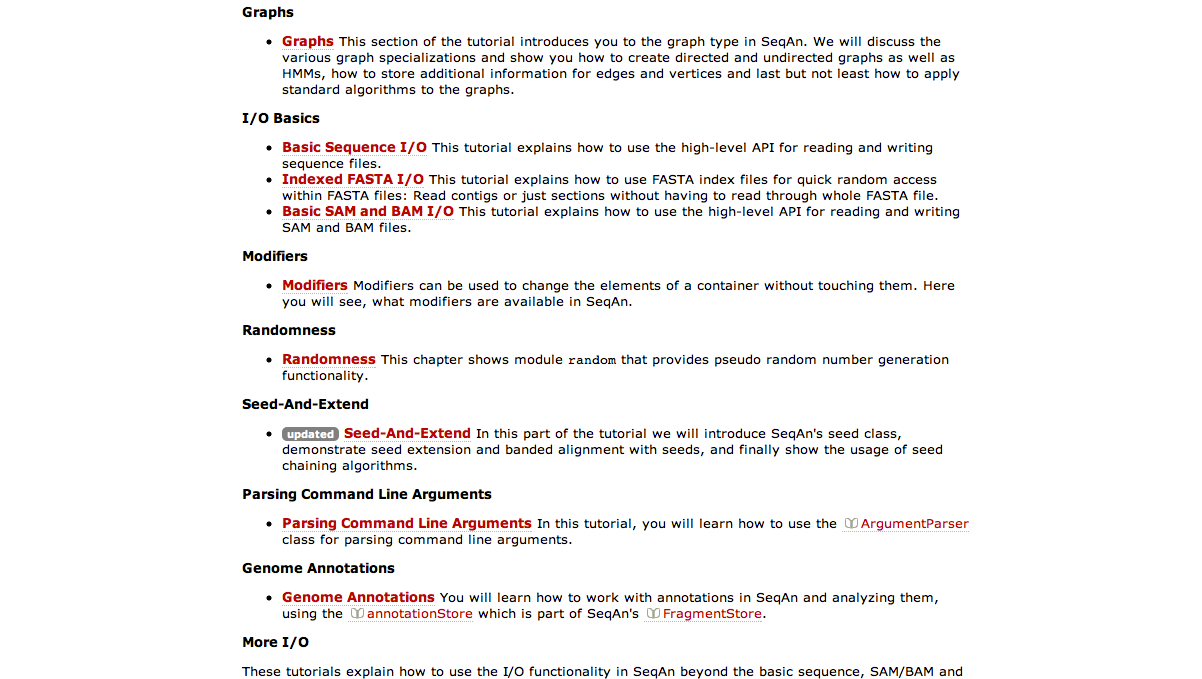 Graphs
• Graphs This section of the tutorial introduces you to the graph type in SeqAn. We will discuss the
various graph specializations and show you how to create directed and undirected graphs as well as
HMMs, how to store additional information for edges and vertices and last but not least how to apply
standard algorithms to the graphs.
I/O Basics
• Basic Sequence I/O This tutorial explains how to use the high-level API for reading and writing
sequence files.
• Indexed FASTA I/O This tutorial explains how to use FASTA index files for quick random access
within FASTA files: Read contigs or just sections without having to read through whole FASTA file.
• Basic SAM and BAM I/O This tutorial explains how to use the high-level API for reading and writing
SAM and BAM files.
Modifiers
• Modifiers Modifiers can be used to change the elements of a container without touching them. Here
you will see, what modifiers are available in SeqAn.
Randomness
• Randomness This chapter shows module random that provides pseudo random number generation
functionality.
Seed-And-Extend
• updated Seed-And-Extend In this part of the tutorial we will introduce SeqAn's seed class,
demonstrate seed extension and banded alignment with seeds, and finally show the usage of seed
chaining algorithms.
Parsing Command Line Arguments
• Parsing Command Line Arguments In this tutorial, you will learn how to use the ArgumentParser
class for parsing command line arguments.
Genome Annotations
• Genome Annotations You will learn how to work with annotations in SeqAn and analyzing them,
using the annotationStore which is part of SeqAn's FragmentStore.
More I/O
These tutorials explain how to use the I/O functionality in SeqAn beyond the basic sequence, SAM/BAM and